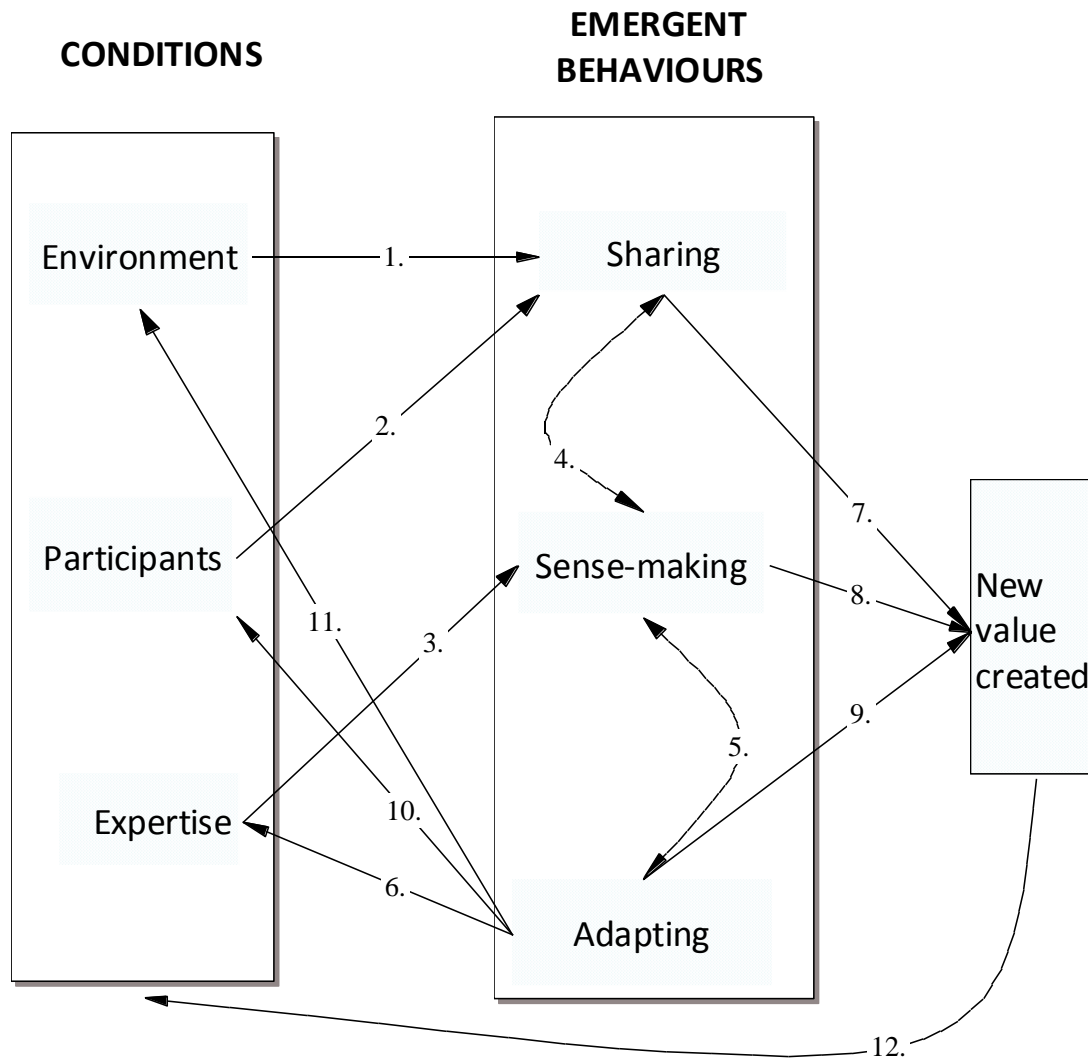 CONDITIONS
EMERGENT
BEHAVIOURS
Environment
1.
Sharing
2.
4.
7.
Participants
Sense-making
8.
New
value
created
11.
3.
9.
5.
Expertise
10.
6.
Adapting
12.